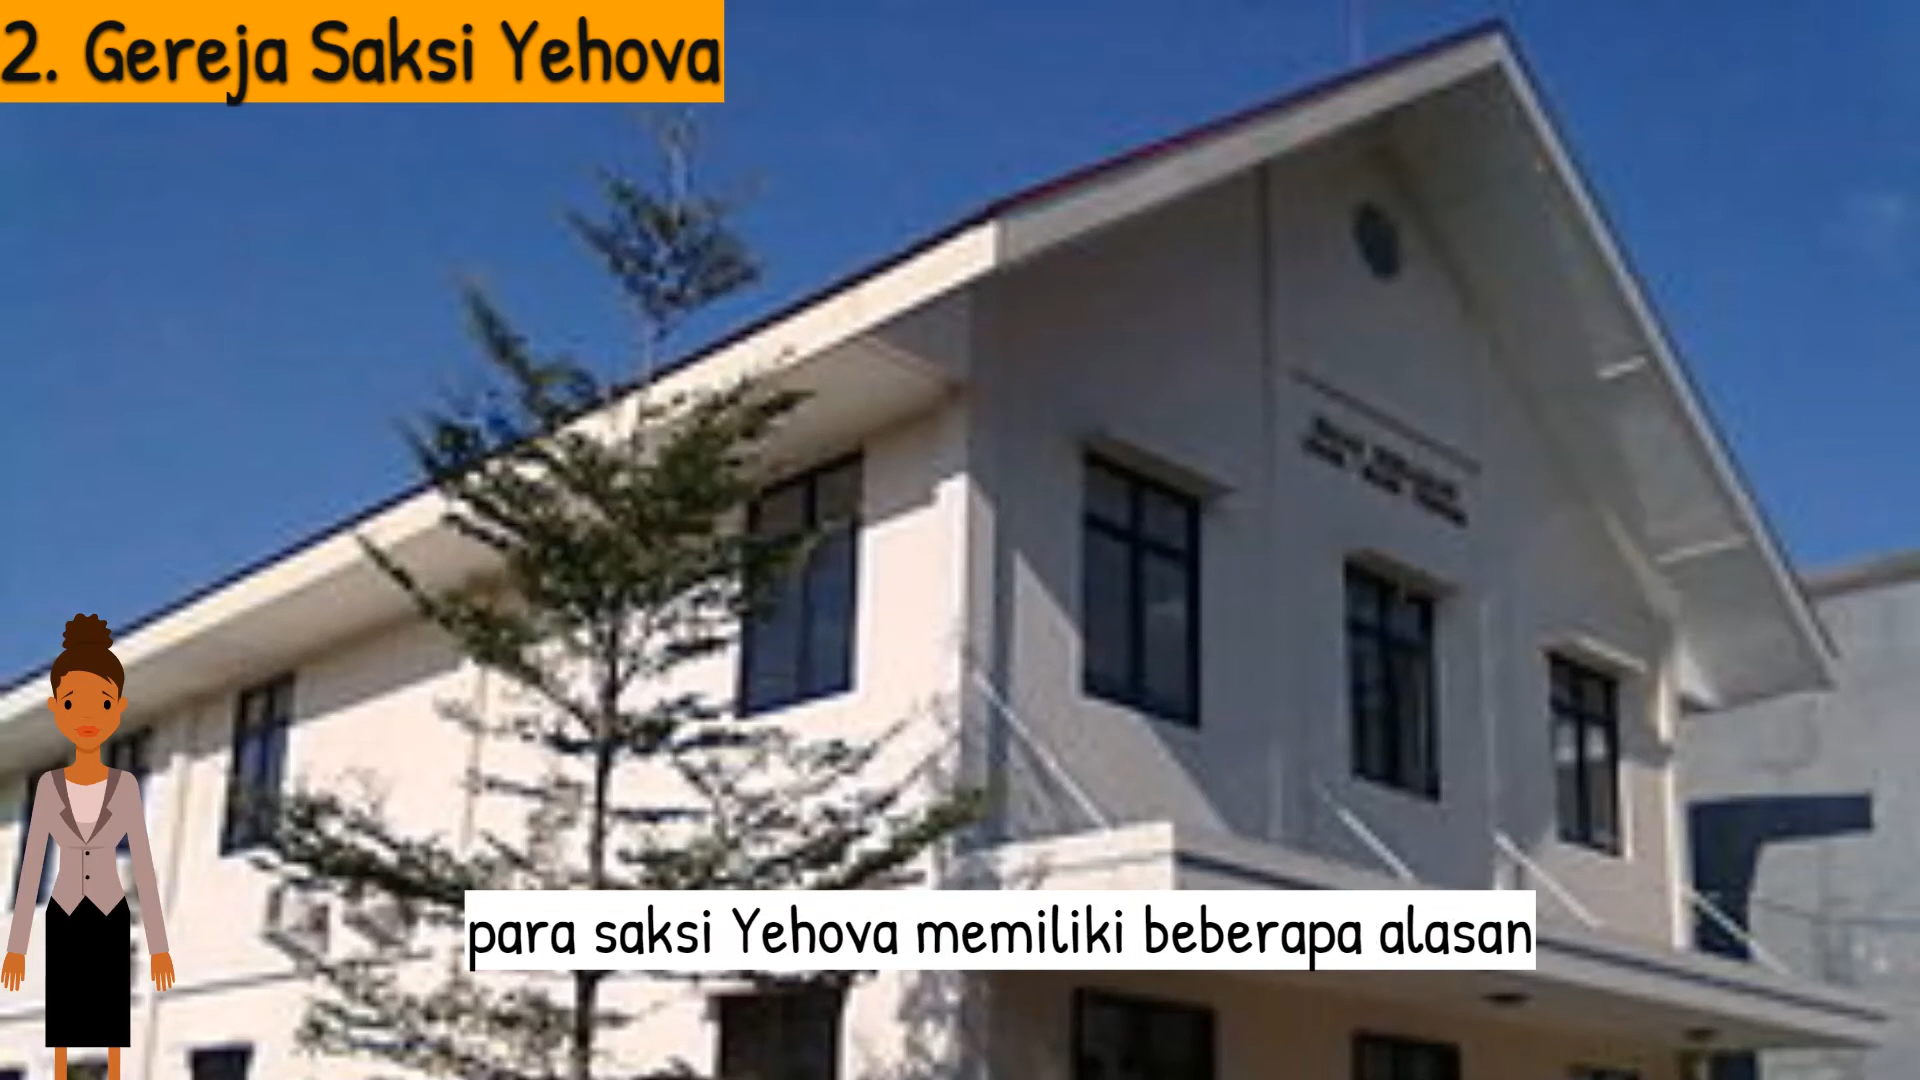 2. Gereja Saksi Yehova
para saksi Yehova memiliki beberapa alasan